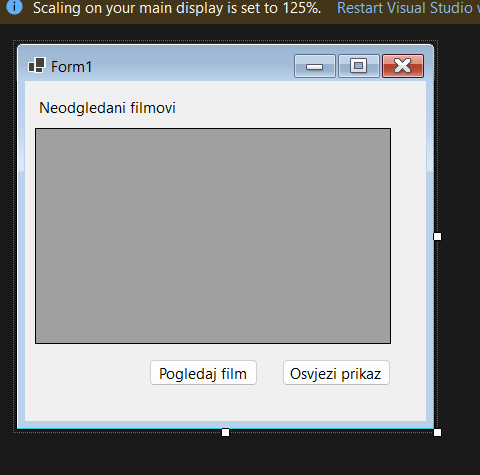 Scaling on your main display is set to 125%. Restart Visual Studio
Form1
Neodgledani filmovi
Pogledaj film
Osvjezi prikaz